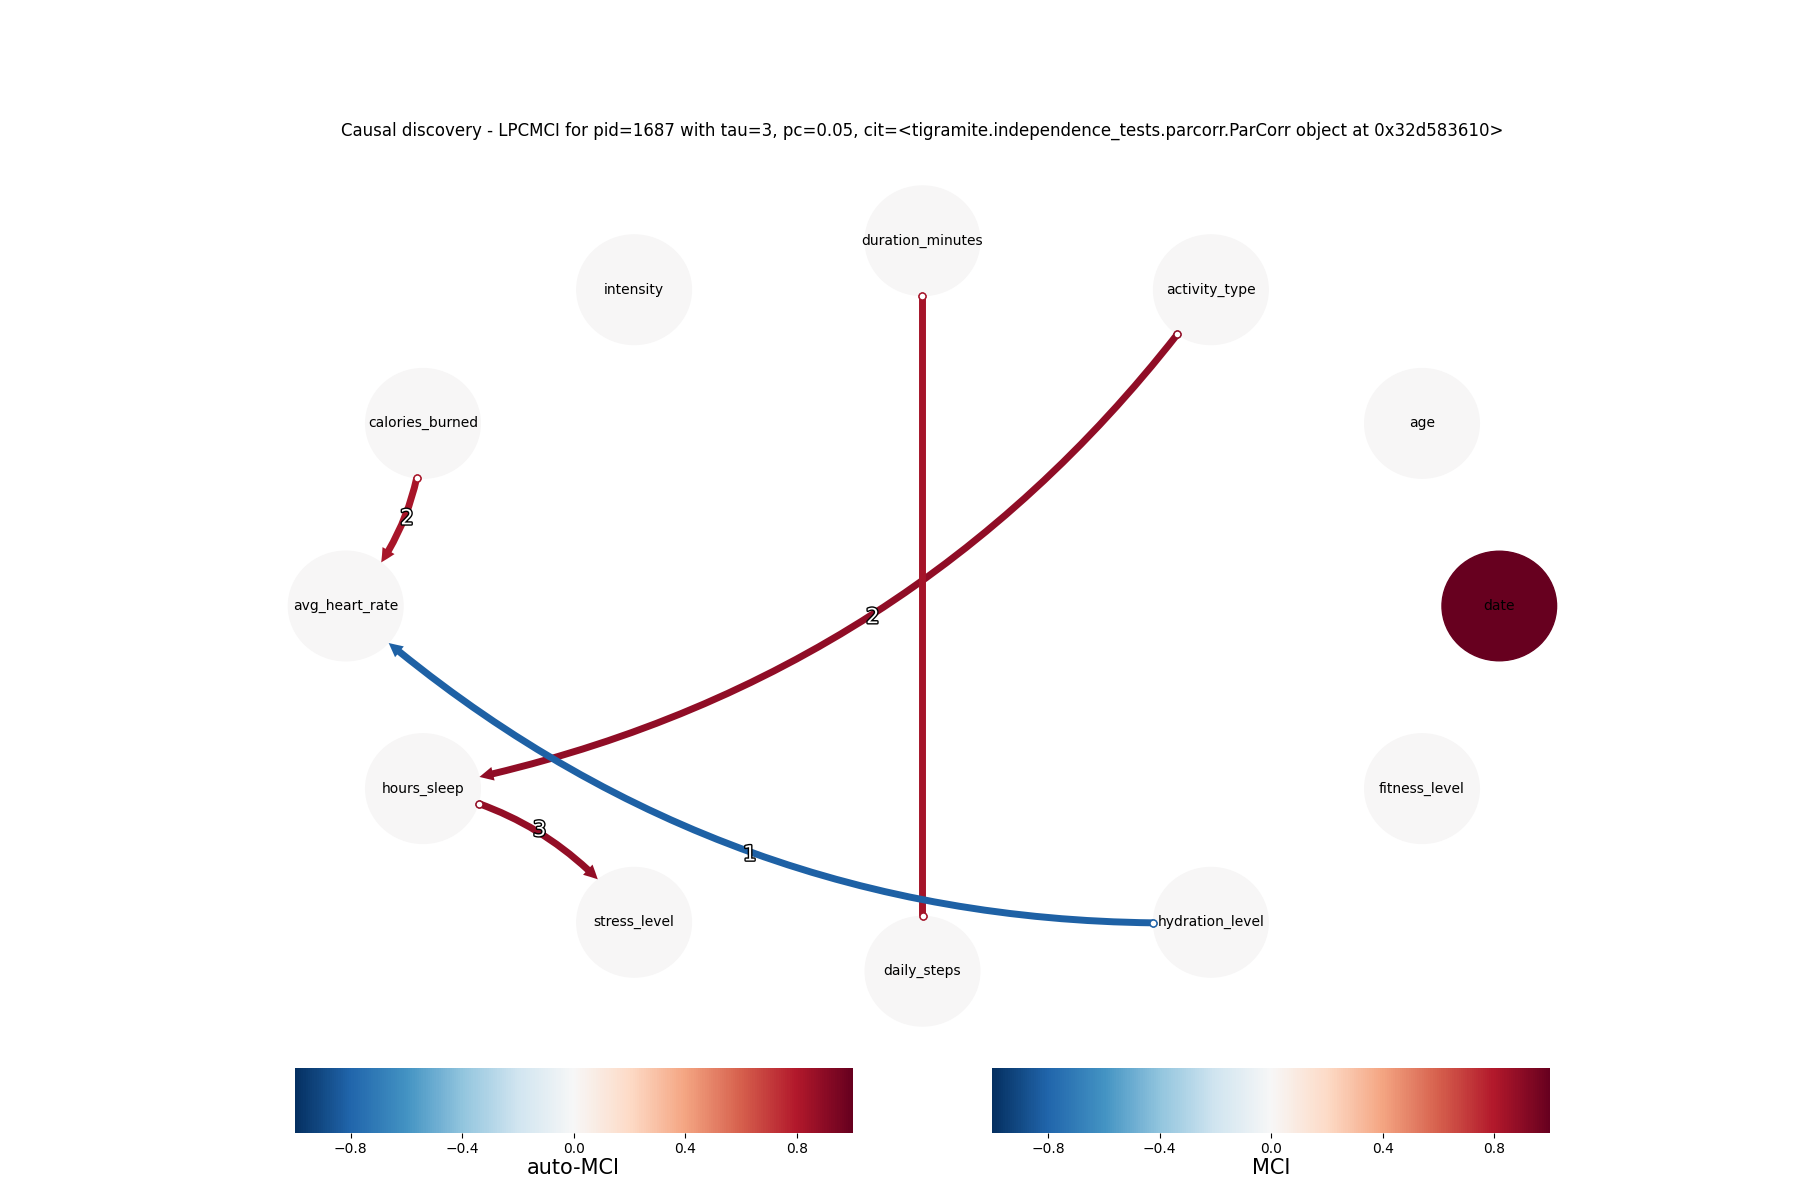 Causal discovery - LPCMCI for pid=1687 with tau=3, pc=0.05, cit=<tigramite.independence_tests.parcorr.ParCorr object at 0x32d583610>
duration_minutes
intensity
activity_type
calories_burned
age
2
avg_heart_rate
date
2
hours_sleep
fitness_level
3
1
stress_level
hydration_level
daily_steps
−0.8 −0.4 0.0 0.4 0.8
auto-MCI
−0.8 −0.4 0.0 0.4 0.8
MCI